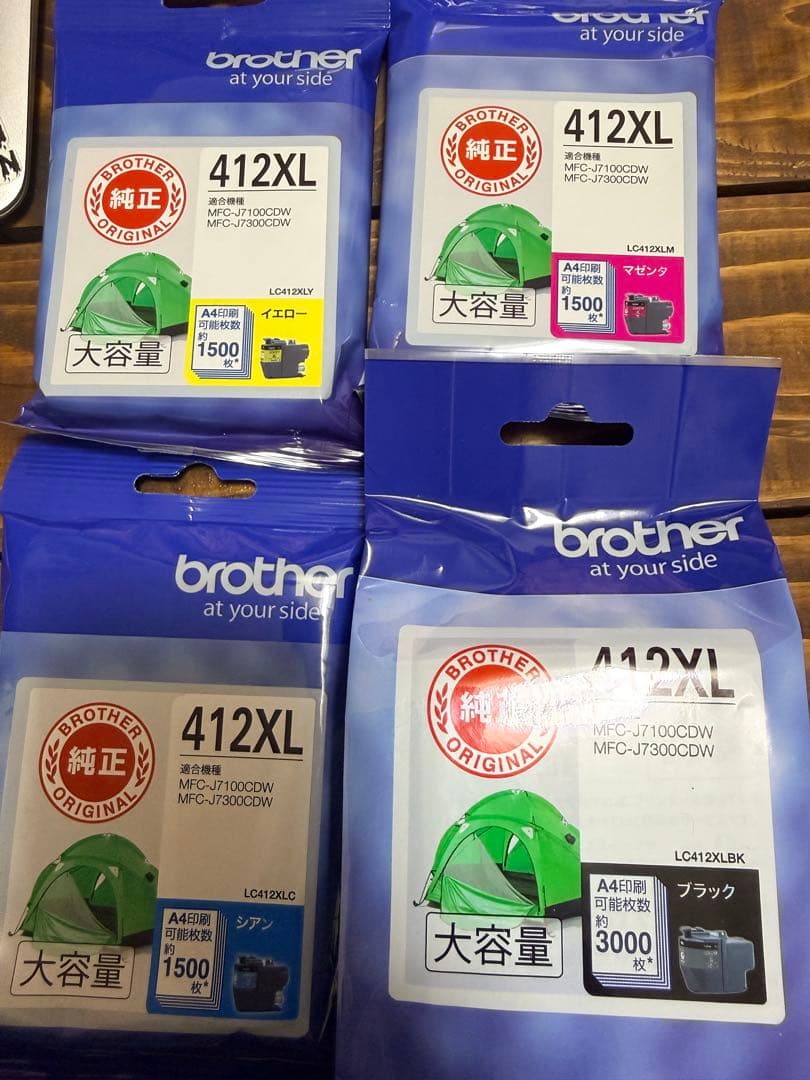 brother
at your side
BROTHER
純正
ORIGINAL
412XL
適合機種
MFC-J7100CDW
MFC-J7300CDW
LC412XLY
A4印刷
可能枚数
約
1500
枚*
イエロー
大容量
brother
at your side
BROTHER
純正
ORIGINAL
412XL
適合機種
MFC-J7100CDW
MFC-J7300CDW
LC412XLM
A4印刷
可能枚数
約
1500
枚*
マゼンタ
大容量
brother
at your side
BROTHER
純正
ORIGINAL
412XL
適合機種
MFC-J7100CDW
MFC-J7300CDW
LC412XLC
A4印刷
可能枚数
約
1500
枚*
シアン
大容量
brother
at your side
BROTHER
純正
ORIGINAL
412XL
MFC-J7100CDW
MFC-J7300CDW
LC412XLBK
A4印刷
可能枚数
約
3000
枚*
ブラック
大容量